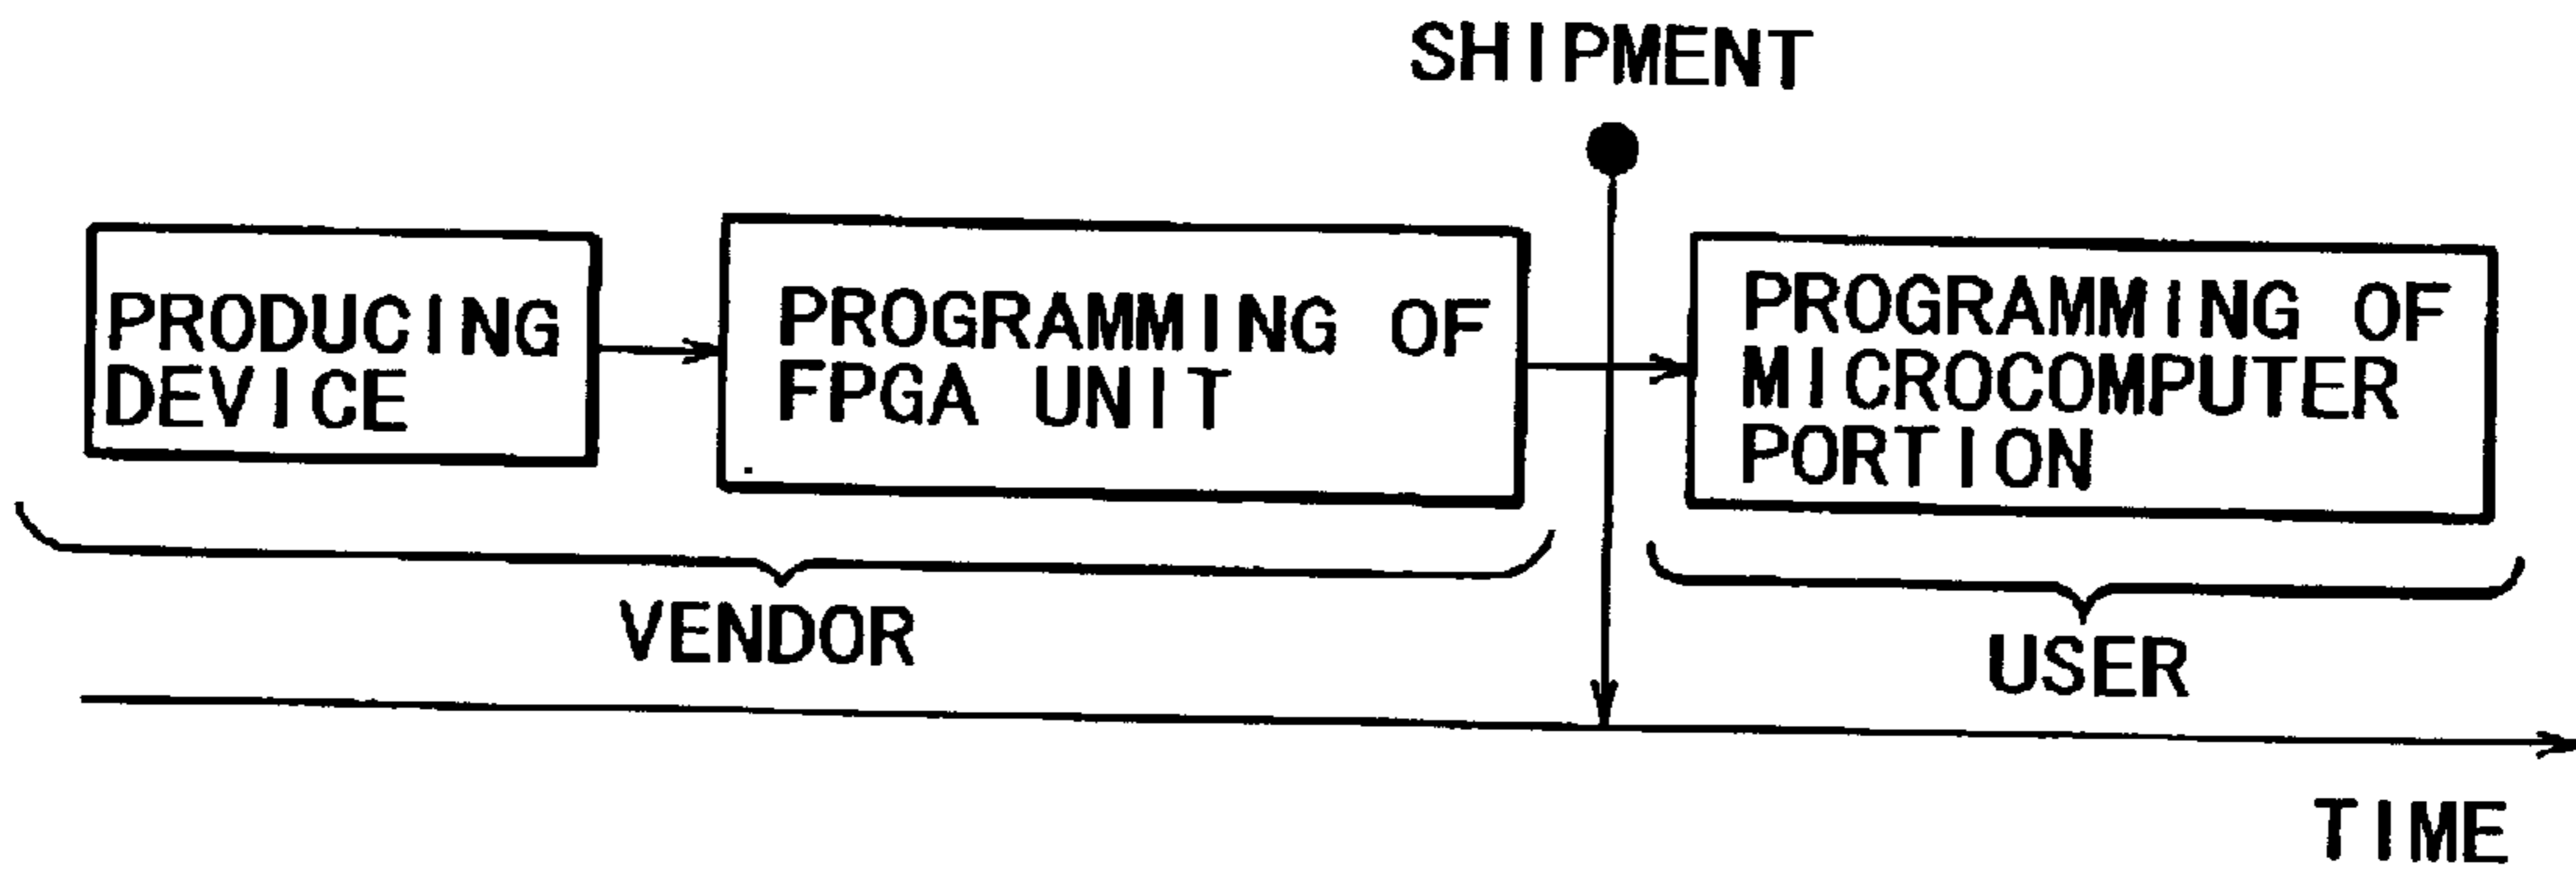 SHIPMENT
PRODUCING
DEVICE
PROGRAMMING OF
FPGA UNIT
PROGRAMMING OF
MICROCOMPUTER
PORTION
VENDOR
USER
TIME